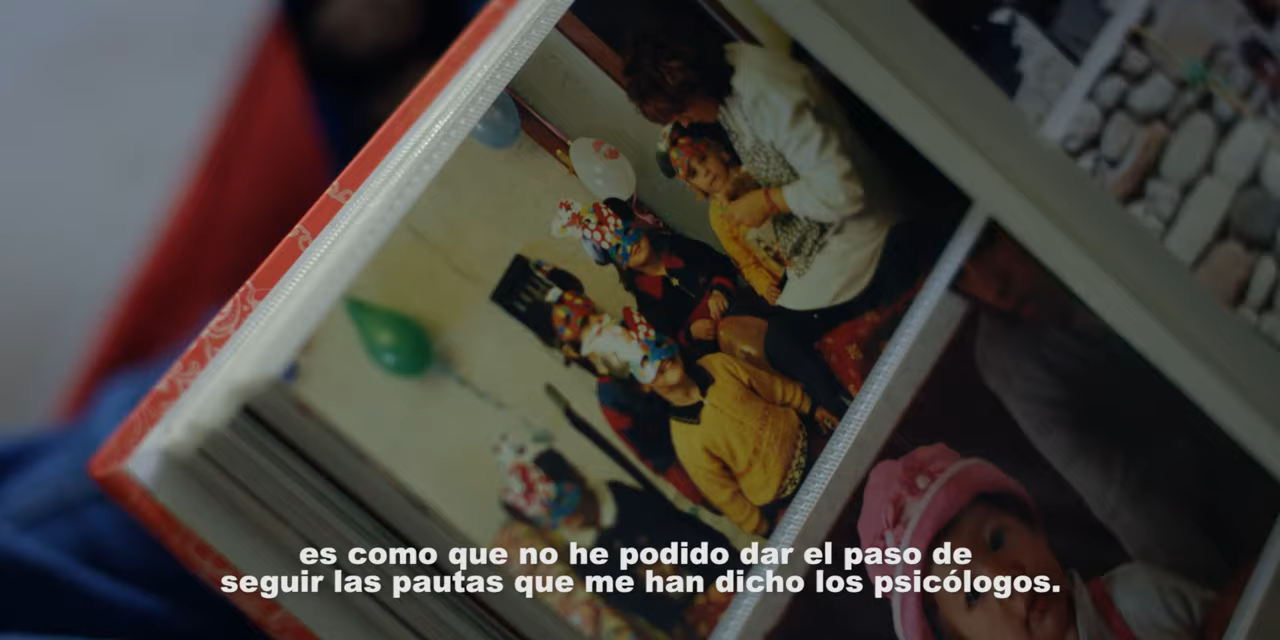 es como que no he podido dar el paso de
seguir las pautas que me han dicho los psicólogos.